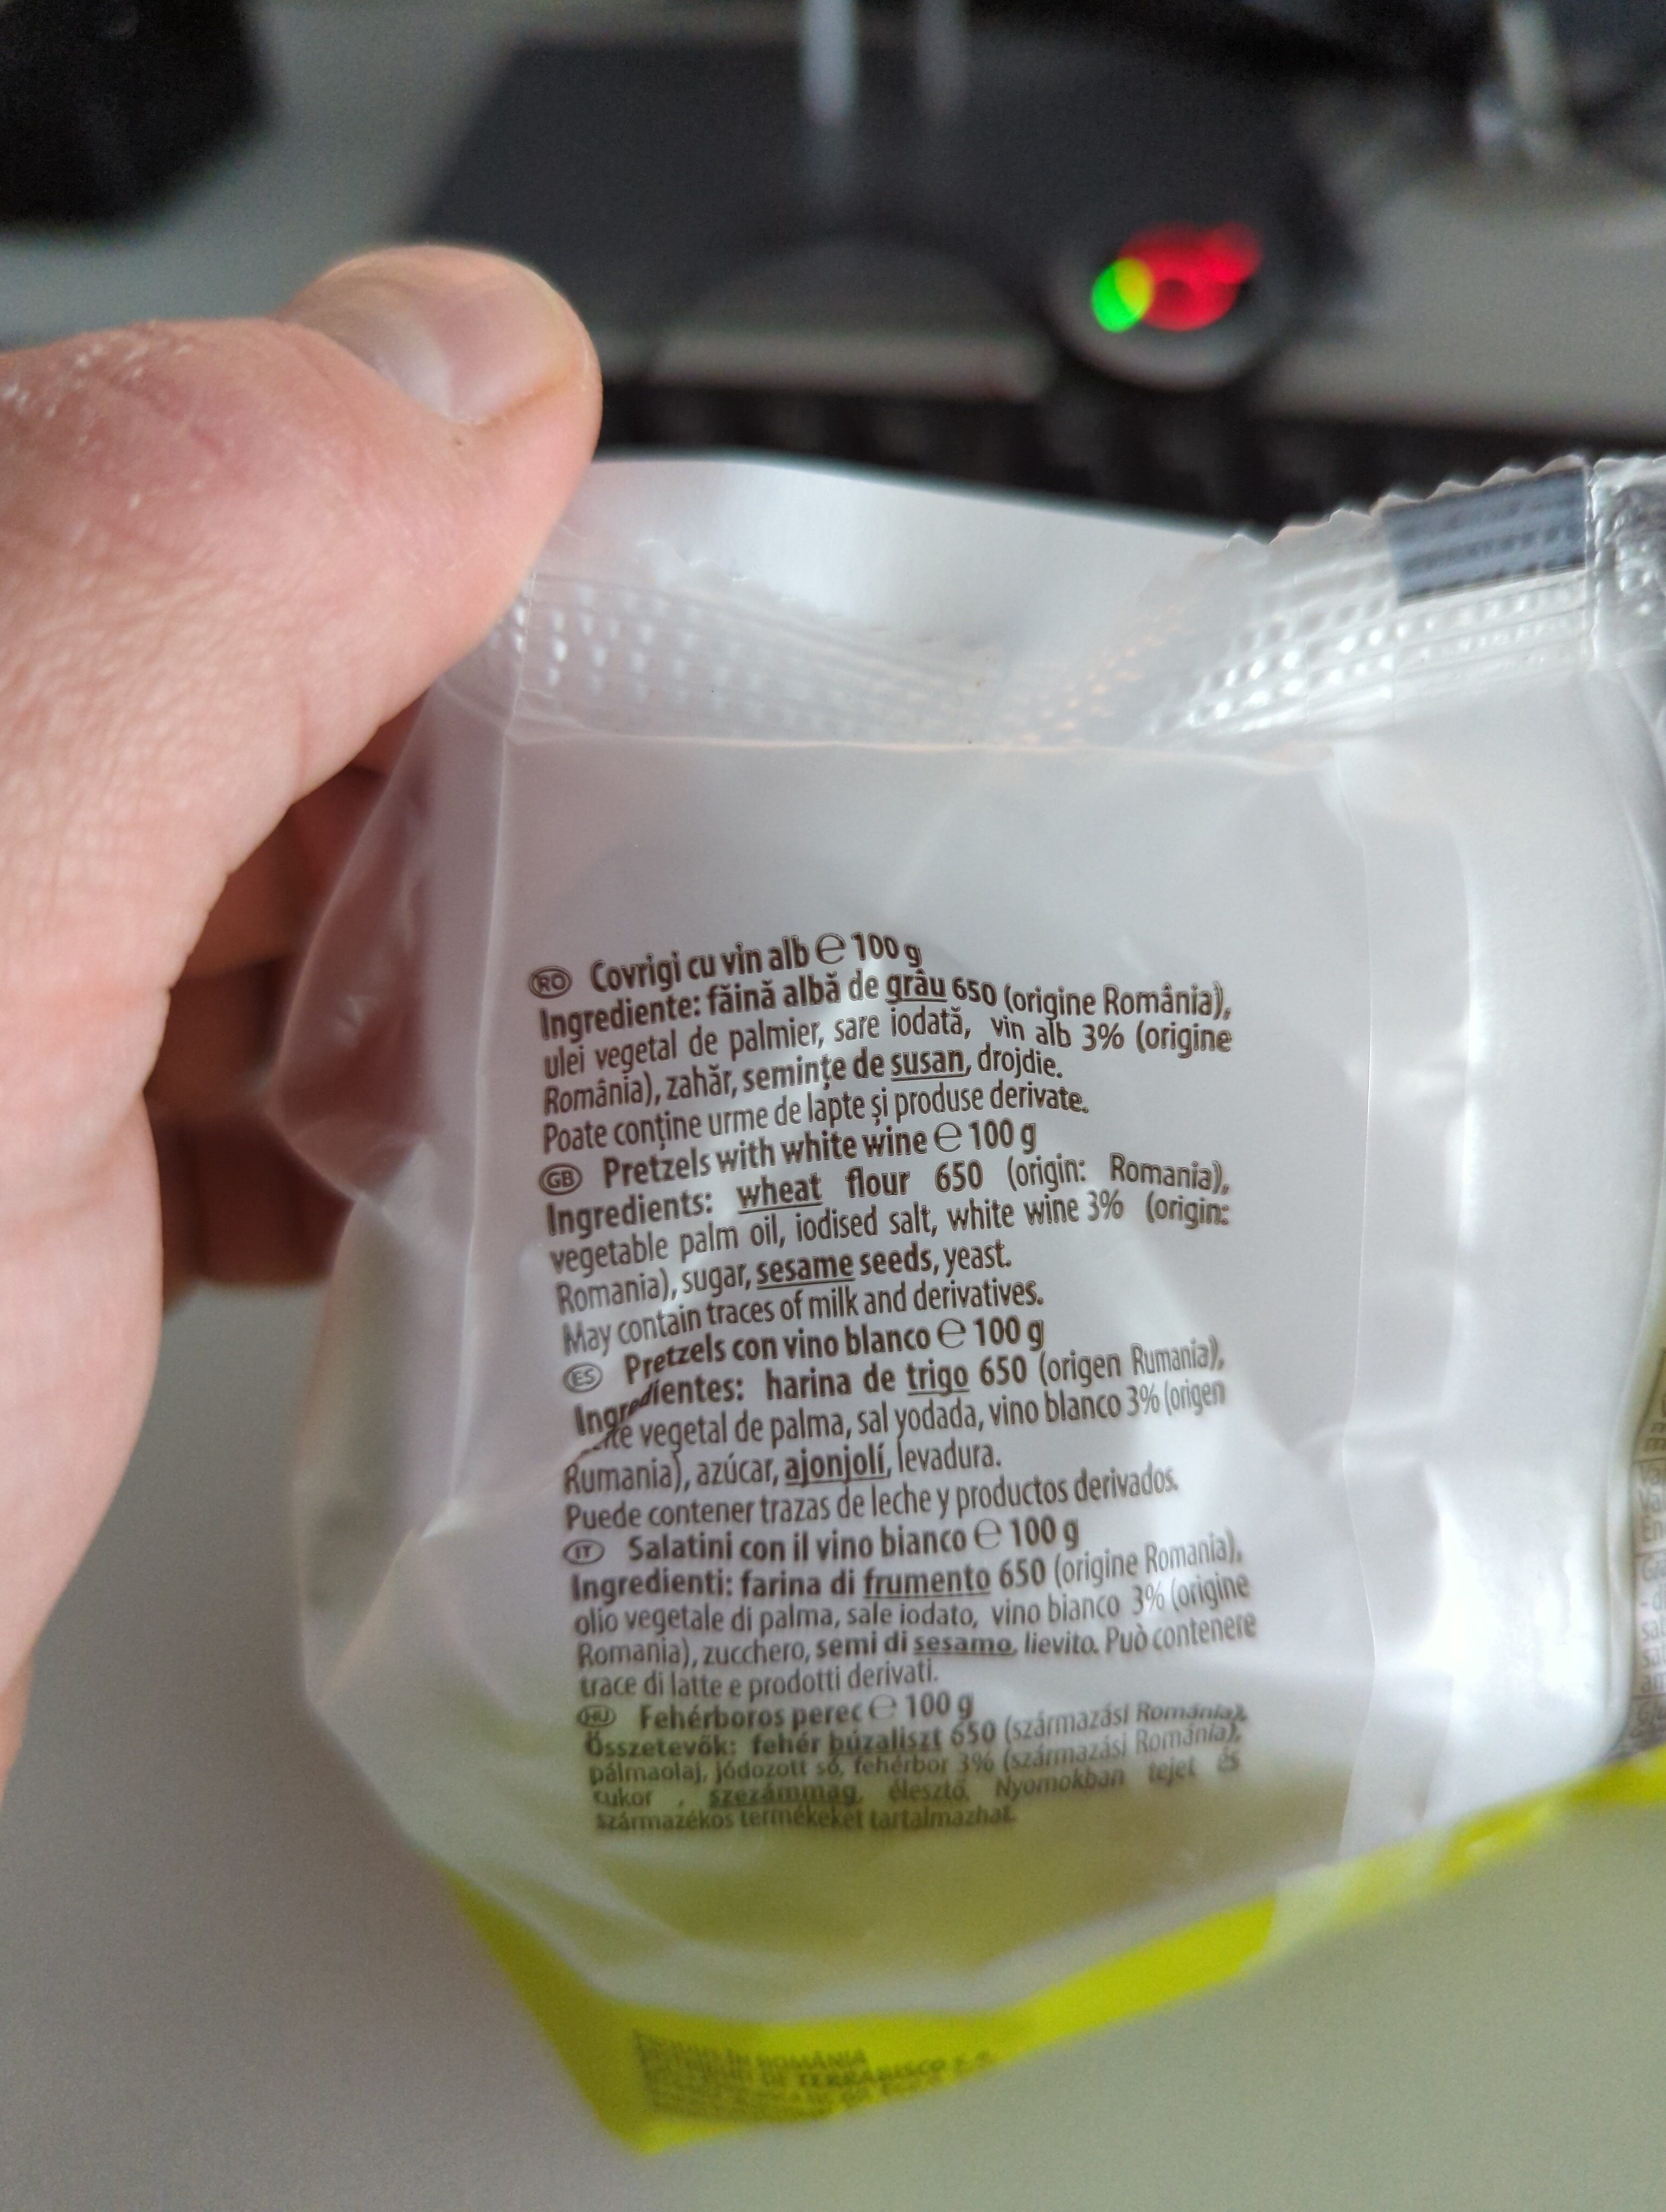 RO Covrigi cu vin alb ℮ 100 g
Ingrediente: făină albă de grâu 650 (origine România),
ulei vegetal de palmier, sare iodată, vin alb 3% (origine
România), zahăr, semințe de susan, drojdie.
Poate conține urme de lapte și produse derivate.
GB Pretzels with white wine ℮ 100 g
Ingredients: wheat flour 650 (origin: Romania),
vegetable palm oil, iodised salt, white wine 3% (origin:
Romania), sugar, sesame seeds, yeast.
May contain traces of milk and derivatives.
ES Pretzels con vino blanco ℮ 100 g
Ingredientes: harina de trigo 650 (origen Rumania),
vegetal de palma, sal yodada, vino blanco 3% (origen
Rumania), azúcar, ajonjolí, levadura.
Puede contener trazas de leche y productos derivados.
IT Salatini con il vino bianco ℮ 100 g
Ingredienti: farina di frumento 650 (origine Romania),
olio vegetale di palma, sale iodato, vino bianco 3% (origine
Romania), zucchero, semi di sesamo, lievito. Può contenere
trace di latte e prodotti derivati.
HU Fehérboros perec ℮ 100 g
Összetevők: fehér búzaliszt 650 (származási Románia),
pálmaolaj, jódozott só, fehérbor 3% (származási Románia),
cukor , szezámmag, élesztő. Nyomokban tejet és
származékos termékeket tartalmazhat.
ROMÂNIA